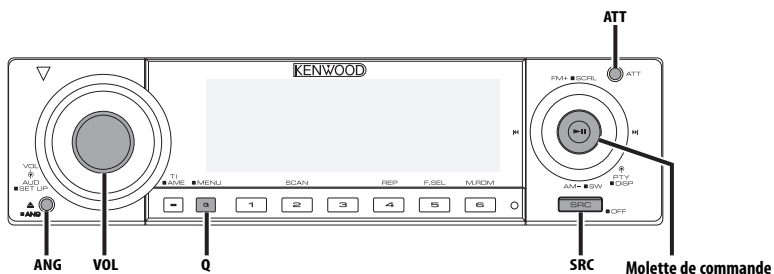 ATT
KENWOOD
ATT
FM+ ■SCRL
VOL
AUD
■SET UP
TI
■AME
■MENU
SCAN
REP
F.SEL
M.RDM
PTY
■DISP
AM– ■SW
■ANG
Q
1
2
3
4
5
6
SRC
■OFF
ANG
VOL
Q
SRC
Molette de commande